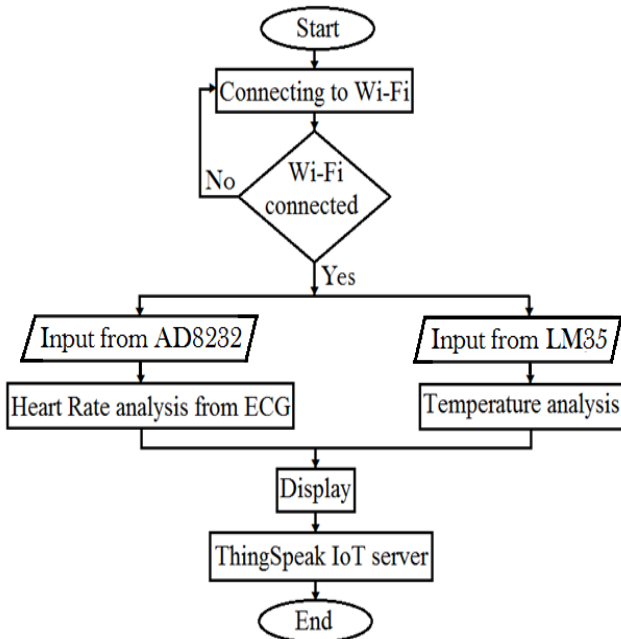 Start
Connecting to Wi-Fi
No
Wi-Fi
connected
Yes
Input from AD8232
Input from LM35
Heart Rate analysis from ECG
Temperature analysis
Display
ThingSpeak IoT server
End